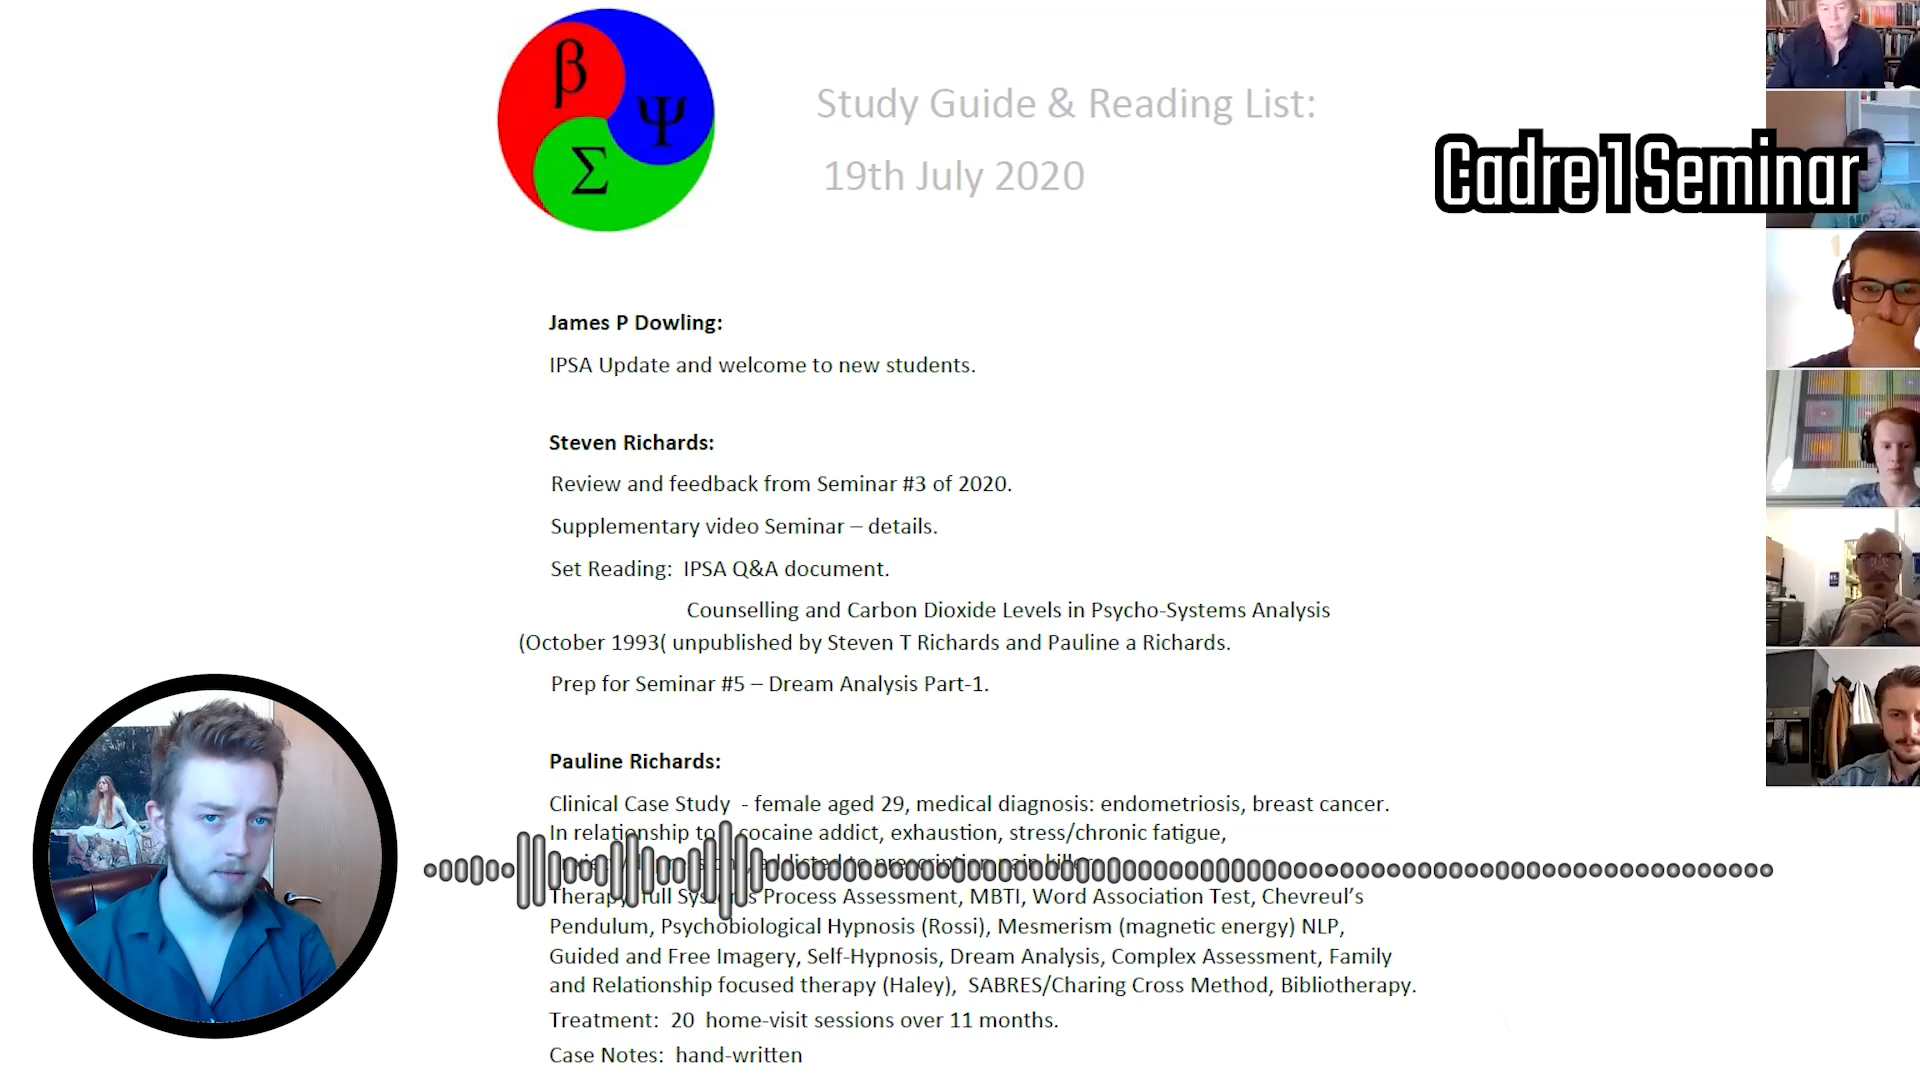 β
Ψ
Σ
Study Guide & Reading List:
19th July 2020
Cadre 1 Seminar
James P Dowling:
IPSA Update and welcome to new students.
Steven Richards:
Review and feedback from Seminar #3 of 2020.
Supplementary video Seminar – details.
Set Reading: IPSA Q&A document.
Counselling and Carbon Dioxide Levels in Psycho-Systems Analysis
(October 1993( unpublished by Steven T Richards and Pauline a Richards.
Prep for Seminar #5 – Dream Analysis Part-1.
Pauline Richards:
Clinical Case Study - female aged 29, medical diagnosis: endometriosis, breast cancer.
In relationship to cocaine addict, exhaustion, stress/chronic fatigue,
to prescription pain killer
Therapy: full Systems Process Assessment, MBTI, Word Association Test, Chevreul’s
Pendulum, Psychobiological Hypnosis (Rossi), Mesmerism (magnetic energy) NLP,
Guided and Free Imagery, Self-Hypnosis, Dream Analysis, Complex Assessment, Family
and Relationship focused therapy (Haley), SABRES/Charing Cross Method, Bibliotherapy.
Treatment: 20 home-visit sessions over 11 months.
Case Notes: hand-written